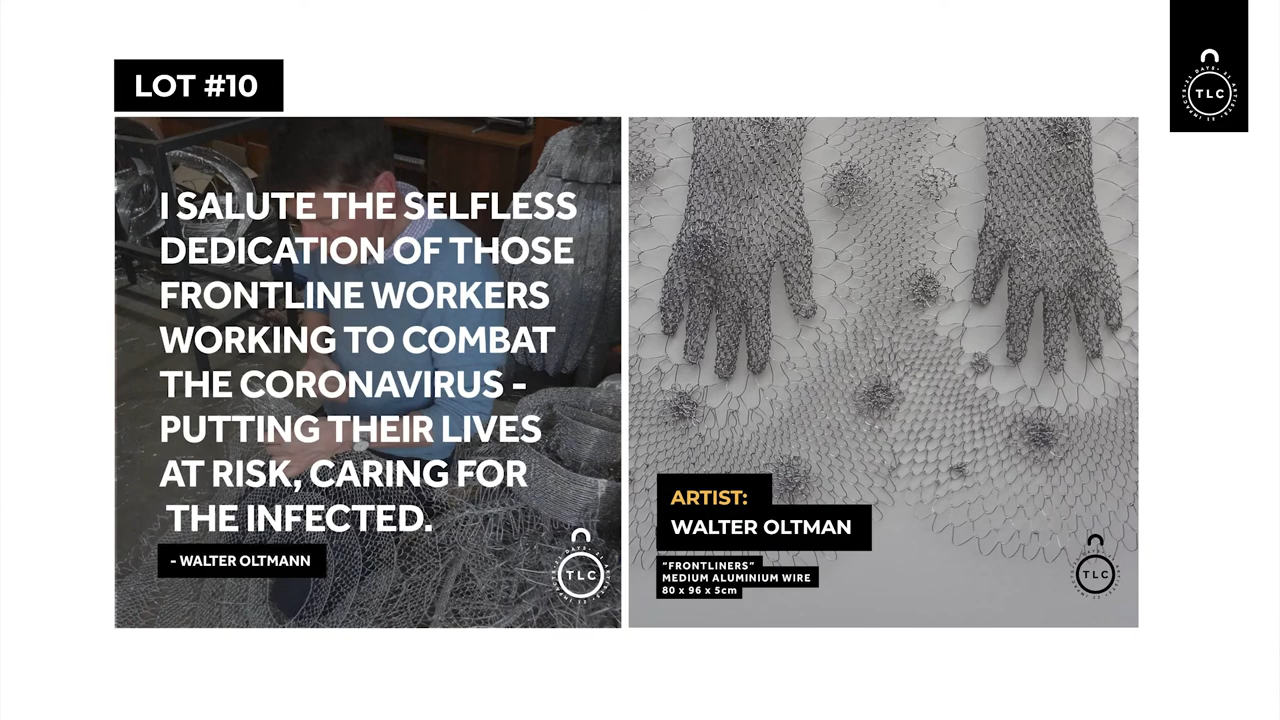 LOT #10
TLC
I SALUTE THE SELFLESS
DEDICATION OF THOSE
FRONTLINE WORKERS
WORKING TO COMBAT
THE CORONAVIRUS -
PUTTING THEIR LIVES
AT RISK, CARING FOR
THE INFECTED.
- WALTER OLTMANN
TLC
ARTIST:
WALTER OLTMAN
"FRONTLINERS"
MEDIUM ALUMINIUM WIRE
80 x 96 x 5cm
TLC